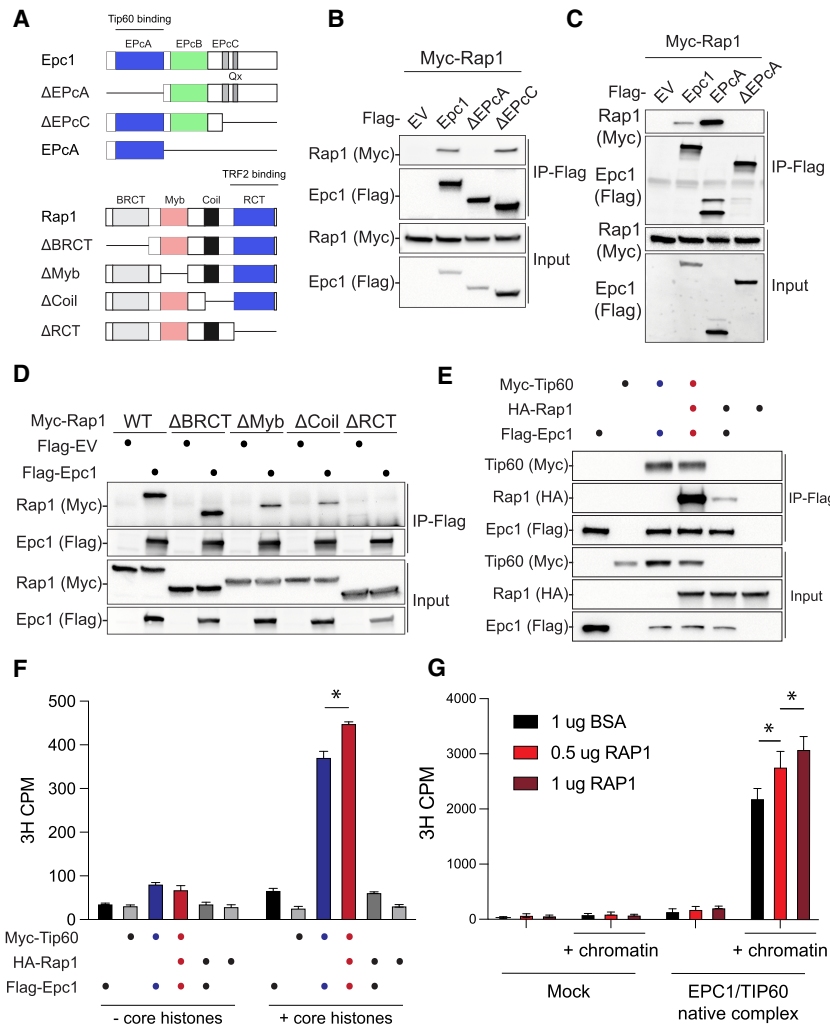 A
Tip60 binding
EPcA EPcB EPcC
Epc1
Qx
ΔEPcA
ΔEPcC
EPcA
TRF2 binding
BRCT Myb Coil RCT
Rap1
ΔBRCT
ΔMyb
ΔCoil
ΔRCT
B
Myc-Rap1
Flag- EV Epc1 ΔEPcA ΔEPcC
Rap1 (Myc)
Epc1 (Flag)
IP-Flag
Rap1 (Myc)
Epc1 (Flag)
Input
C
Myc-Rap1
Flag- EV Epc1 EPcA ΔEPcA
Rap1
(Myc)
Epc1
(Flag)
IP-Flag
Rap1
(Myc)
Epc1
(Flag)
Input
D
Myc-Rap1 WT ΔBRCT ΔMyb ΔCoil ΔRCT
Flag-EV
Flag-Epc1
Rap1 (Myc)
Epc1 (Flag)
IP-Flag
Rap1 (Myc)
Epc1 (Flag)
Input
E
Myc-Tip60
HA-Rap1
Flag-Epc1
Tip60 (Myc)
Rap1 (HA)
Epc1 (Flag)
IP-Flag
Tip60 (Myc)
Rap1 (HA)
Epc1 (Flag)
Input
F
3H CPM
500
400
300
200
100
0
*
Myc-Tip60
HA-Rap1
Flag-Epc1
- core histones + core histones
G
3H CPM
4000
3000
2000
1000
0
1 ug BSA
0.5 ug RAP1
1 ug RAP1
*
*
+ chromatin + chromatin
Mock EPC1/TIP60
native complex